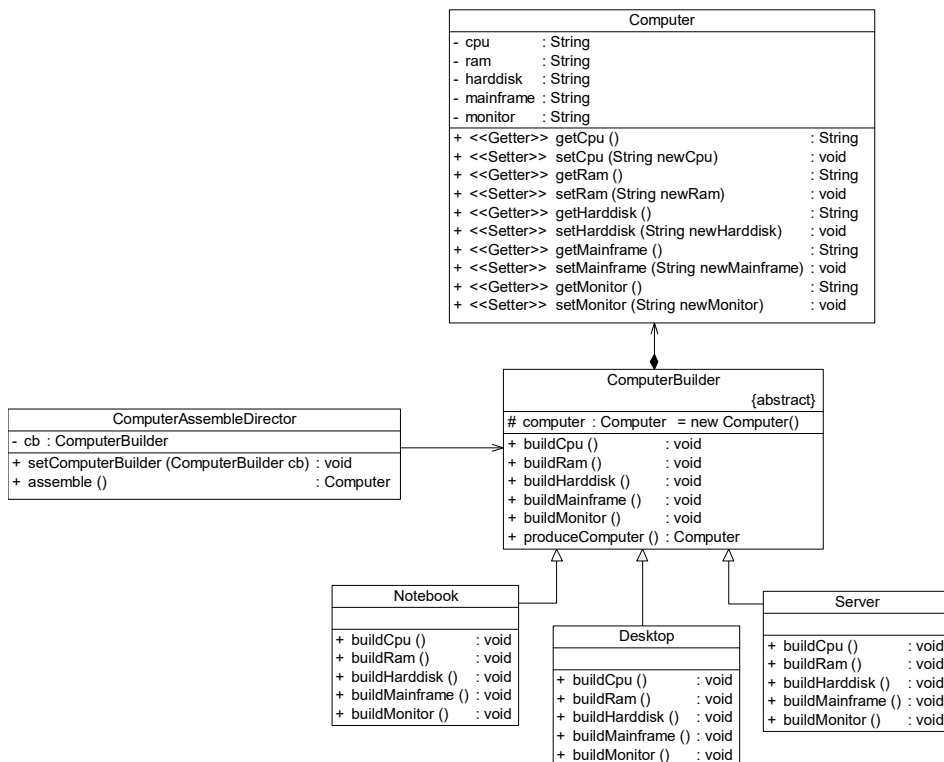 Computer
- cpu : String
- ram : String
- harddisk : String
- mainframe : String
- monitor : String
+ <<Getter>> getCpu () : String
+ <<Setter>> setCpu (String newCpu) : void
+ <<Getter>> getRam () : String
+ <<Setter>> setRam (String newRam) : void
+ <<Getter>> getHarddisk () : String
+ <<Setter>> setHarddisk (String newHarddisk) : void
+ <<Getter>> getMainframe () : String
+ <<Setter>> setMainframe (String newMainframe) : void
+ <<Getter>> getMonitor () : String
+ <<Setter>> setMonitor (String newMonitor) : void
ComputerBuilder
{abstract}
# computer : Computer = new Computer()
+ buildCpu () : void
+ buildRam () : void
+ buildHarddisk () : void
+ buildMainframe () : void
+ buildMonitor () : void
+ produceComputer () : Computer
ComputerAssembleDirector
- cb : ComputerBuilder
+ setComputerBuilder (ComputerBuilder cb) : void
+ assemble () : Computer
Notebook
+ buildCpu () : void
+ buildRam () : void
+ buildHarddisk () : void
+ buildMainframe () : void
+ buildMonitor () : void
Desktop
+ buildCpu () : void
+ buildRam () : void
+ buildHarddisk () : void
+ buildMainframe () : void
+ buildMonitor () : void
Server
+ buildCpu () : void
+ buildRam () : void
+ buildHarddisk () : void
+ buildMainframe () : void
+ buildMonitor () : void